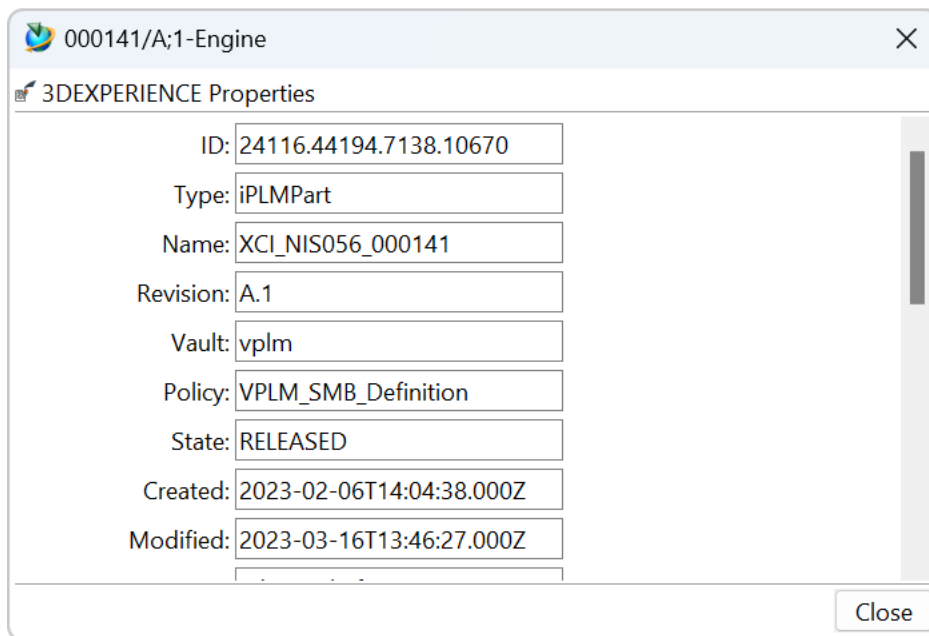 000141/A;1-Engine
3DEXPERIENCE Properties
ID: 24116.44194.7138.10670
Type: iPLMPart
Name: XCI_NIS056_000141
Revision: A.1
Vault: vplm
Policy: VPLM_SMB_Definition
State: RELEASED
Created: 2023-02-06T14:04:38.000Z
Modified: 2023-03-16T13:46:27.000Z
Close